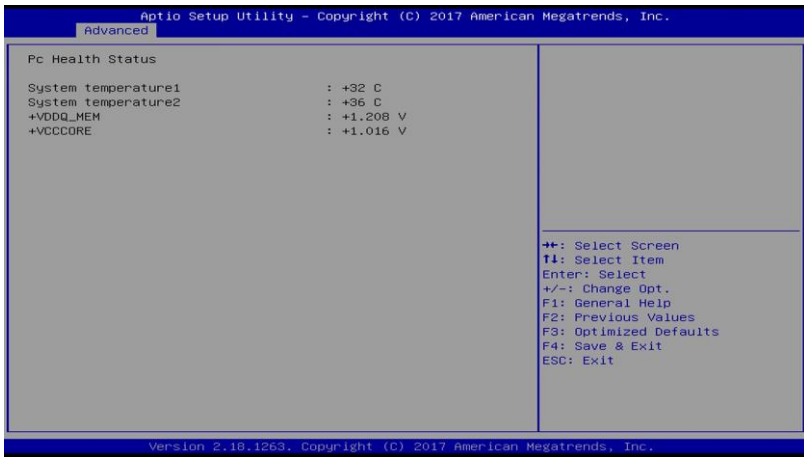 Aptio Setup Utility – Copyright (C) 2017 American Megatrends, Inc.
Advanced
Pc Health Status
System temperature1 : +32 C
System temperature2 : +36 C
+VDDQ_MEM : +1.208 V
+VCCCORE : +1.016 V
→←: Select Screen
↑↓: Select Item
Enter: Select
+/-: Change Opt.
F1: General Help
F2: Previous Values
F3: Optimized Defaults
F4: Save & Exit
ESC: Exit
Version 2.18.1263. Copyright (C) 2017 American Megatrends, Inc.